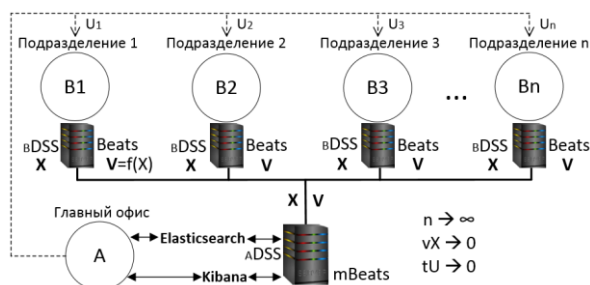 U1 U2 U3 Un
Подразделение 1 Подразделение 2 Подразделение 3 Подразделение n
B1 B2 B3 ... Bn
BDSS Beats BDSS Beats BDSS Beats BDSS Beats
X V=f(X) X V X V X V
X V
Главный офис
A
Elasticsearch
ADSS
Kibana
mBeats
n → ∞
vX → 0
tU → 0